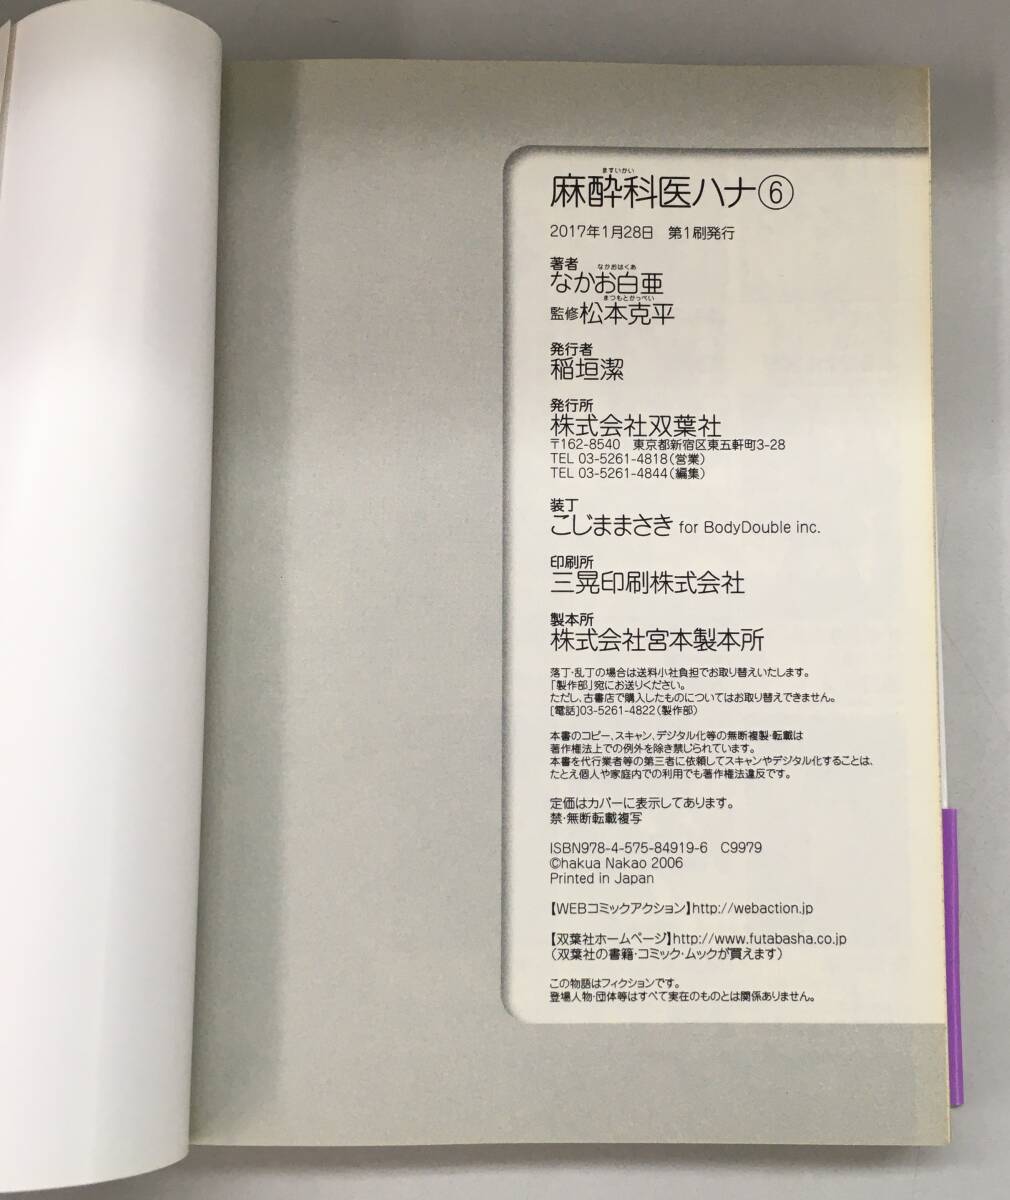 ますいかい
麻酔科医ハナ⑥
2017年1月28日　第1刷発行
著者
なかおはくあ
なかお白亜
まつもとかっぺい
監修 松本克平
発行者
稲垣潔
発行所
株式会社双葉社
〒162-8540　東京都新宿区東五軒町3-28
TEL 03-5261-4818（営業）
TEL 03-5261-4844（編集）
装丁
こじままさき for BodyDouble inc.
印刷所
三晃印刷株式会社
製本所
株式会社宮本製本所
落丁・乱丁の場合は送料小社負担でお取り替えいたします。
「製作部」宛にお送りください。
ただし、古書店で購入したものについてはお取り替えできません。
[電話]03-5261-4822（製作部）
本書のコピー、スキャン、デジタル化等の無断複製・転載は
著作権法上での例外を除き禁じられています。
本書を代行業者等の第三者に依頼してスキャンやデジタル化することは、
たとえ個人や家庭内での利用でも著作権法違反です。
定価はカバーに表示してあります。
禁・無断転載複写
ISBN978-4-575-84919-6　C9979
©hakua Nakao 2006
Printed in Japan
【WEBコミックアクション】http://webaction.jp
【双葉社ホームページ】http://www.futabasha.co.jp
（双葉社の書籍・コミック・ムックが買えます）
この物語はフィクションです。
登場人物・団体等はすべて実在のものとは関係ありません。